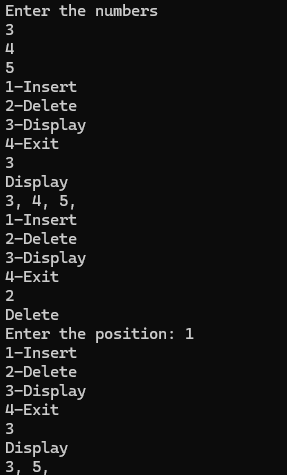 Enter the numbers
3
4
5
1-Insert
2-Delete
3-Display
4-Exit
3
Display
3, 4, 5,
1-Insert
2-Delete
3-Display
4-Exit
2
Delete
Enter the position: 1
1-Insert
2-Delete
3-Display
4-Exit
3
Display
3, 5,